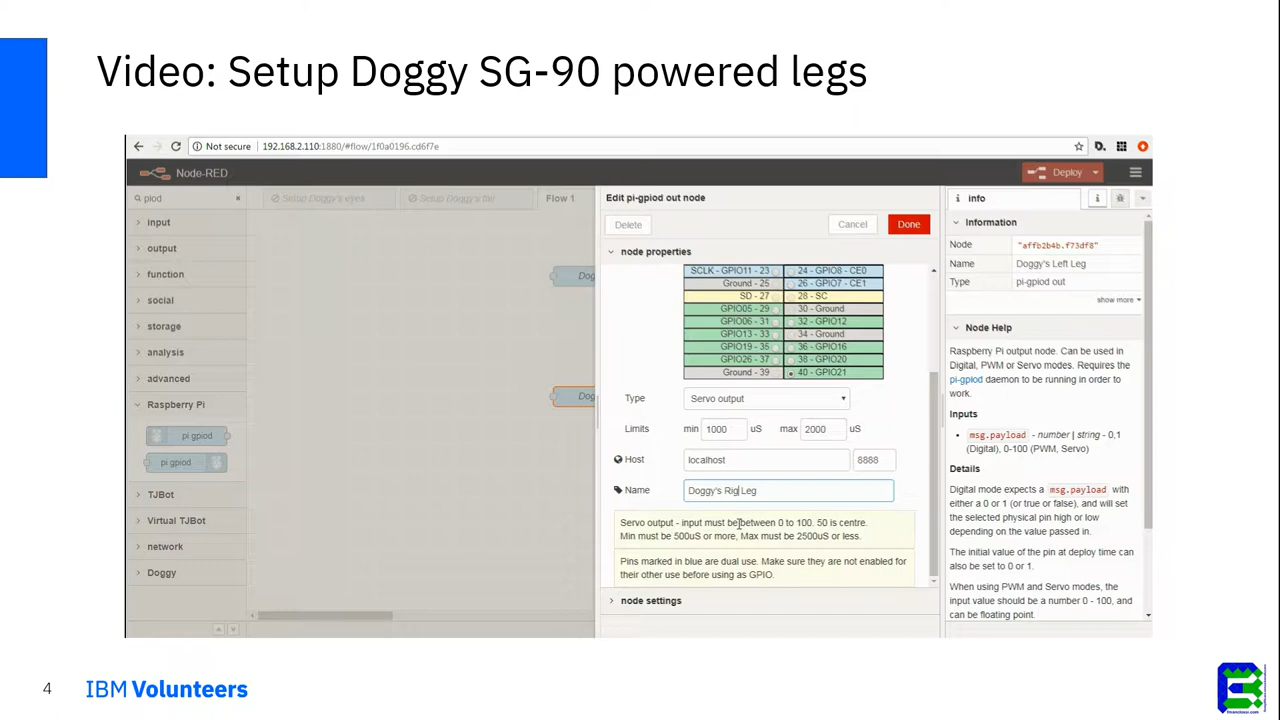 Video: Setup Doggy SG-90 powered legs
Not secure 192.168.2.110:1880/#flow/1f0a0196.cd6f7e
Node-RED
Deploy
piod
input
output
function
social
storage
analysis
advanced
Raspberry Pi
pi gpiod
pi gpiod
TJBot
Virtual TJBot
network
Doggy
Setup Doggy's eyes
Flow 1
Dog
Dog
Edit pi-gpiod out node
Delete
Cancel
Done
node properties
SCLK - GPIO11 - 23 24 - GPIO8 - CE0
Ground - 25 26 - GPIO7 - CE1
SD - 27 28 - SC
GPIO05 - 29 30 - Ground
GPIO06 - 31 32 - GPIO12
GPIO13 - 33 34 - Ground
GPIO19 - 35 36 - GPIO16
GPIO26 - 37 38 - GPIO20
Ground - 39 40 - GPIO21
Type Servo output
Limits min 1000 uS max 2000 uS
Host localhost 8888
Name Doggy's Rig Leg
Servo output - input must be between 0 to 100. 50 is centre.
Min must be 500uS or more, Max must be 2500uS or less.
Pins marked in blue are dual use. Make sure they are not enabled for
their other use before using as GPIO.
node settings
info
Information
Node "affb2b4b.f73df8"
Name Doggy's Left Leg
Type pi-gpiod out
show more
Node Help
Raspberry Pi output node. Can be used in
Digital, PWM or Servo modes. Requires the
pi-gpiod daemon to be running in order to
work.
Inputs
msg.payload - number | string - 0,1
(Digital), 0-100 (PWM, Servo)
Details
Digital mode expects a msg.payload with
either a 0 or 1 (or true or false), and will set
the selected physical pin high or low
depending on the value passed in.
The initial value of the pin at deploy time can
also be set to 0 or 1.
When using PWM and Servo modes, the
input value should be a number 0 - 100, and
can be floating point.
4 IBM Volunteers